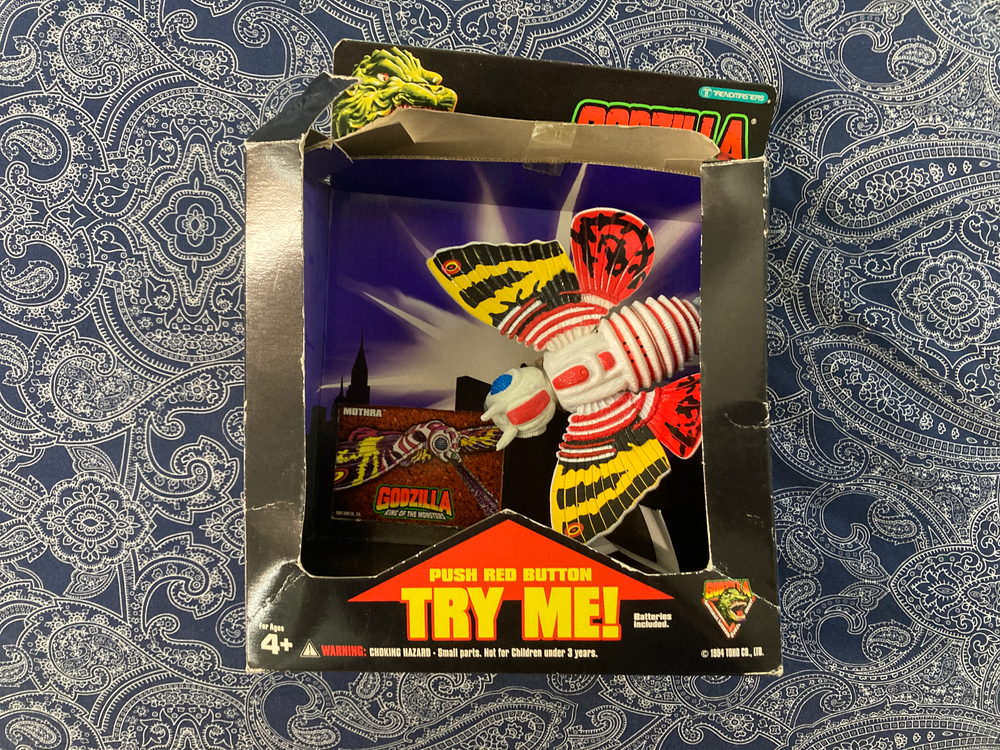 TRENDMASTERS
GODZILLA
MOTHRA
GODZILLA
KING OF THE MONSTERS
PUSH RED BUTTON
TRY ME!
Batteries
Included.
For Ages
4+
WARNING: CHOKING HAZARD - Small parts. Not for Children under 3 years.
GODZILLA
© 1994 TOHO CO., LTD.